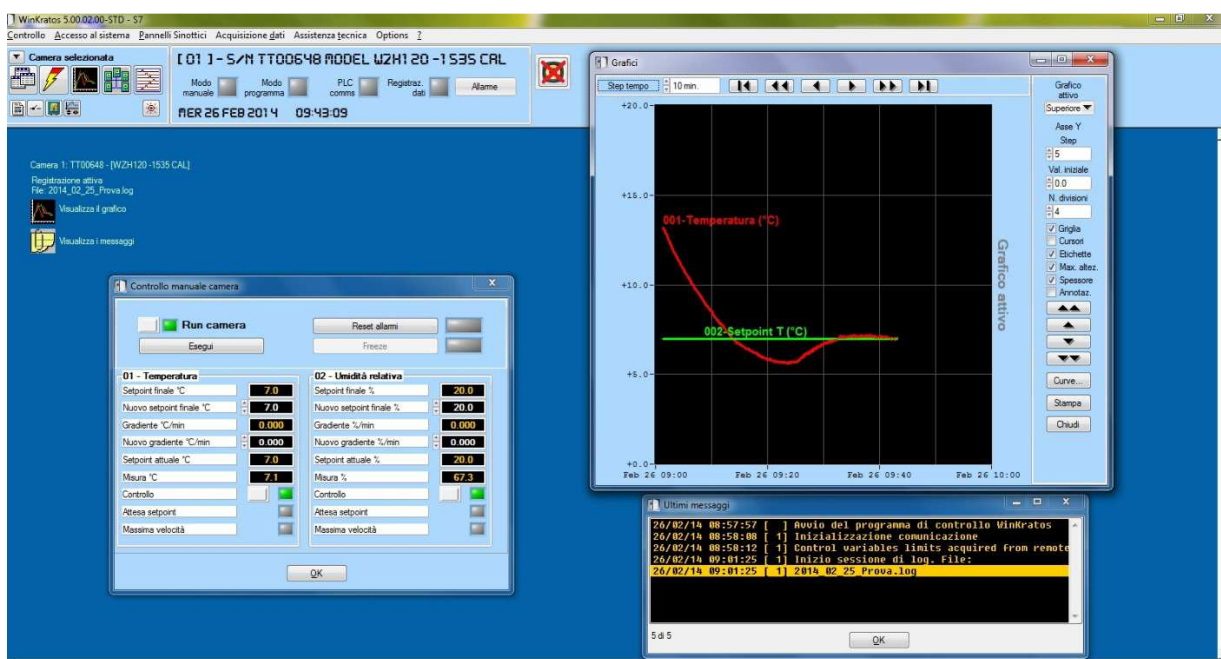 WinKratos 5.00.02.00-STD - S7
Controllo Accesso al sistema Pannelli Sinottici Acquisizione dati Assistenza tecnica Options ?
Camera selezionata
[ 01 ] - S/N TT00648 MODEL WZH120 -1535 CAL
Modo manuale
Modo programma
PLC comms
Registraz. dati
Allarme
MER 26 FEB 2014 09:43:09
Camera 1: TT00648 - [WZH120 -1535 CAL]
Registrazione attiva
File: 2014_02_25_Prova.log
Visualizza il grafico
Visualizza i messaggi
Controllo manuale camera
Run camera
Reset allarmi
Esegui
Freeze
01 - Temperatura
Setpoint finale °C 7.0
Nuovo setpoint finale °C 7.0
Gradiente °C/min 0.000
Nuovo gradiente °C/min 0.000
Setpoint attuale °C 7.0
Misura °C 7.1
Controllo
Attesa setpoint
Massima velocità
02 - Umidità relativa
Setpoint finale % 20.0
Nuovo setpoint finale % 20.0
Gradiente %/min 0.000
Nuovo gradiente %/min 0.000
Setpoint attuale % 20.0
Misura % 67.3
Controllo
Attesa setpoint
Massima velocità
OK
Grafici
Step tempo 10 min.
+20.0
+15.0
+10.0
+5.0
+0.0
001-Temperatura (°C)
002-Setpoint T (°C)
Grafico attivo
Feb 26 09:00 Feb 26 09:20 Feb 26 09:40 Feb 26 10:00
Grafico
attivo
Superiore
Asse Y
Step
5
Val. iniziale
0.0
N. divisioni
4
Griglia
Cursori
Etichette
Max. altez.
Spessore
Annotaz.
Curve...
Stampa
Chiudi
Ultimi messaggi
26/02/14 08:57:57 [ ] Avvio del programma di controllo WinKratos
26/02/14 08:58:08 [ 1] Inizializzazione comunicazione
26/02/14 08:58:12 [ 1] Control variables limits acquired from remote
26/02/14 09:01:25 [ 1] Inizio sessione di log. File:
26/02/14 09:01:25 [ 1] 2014_02_25_Prova.log
5 di 5
OK